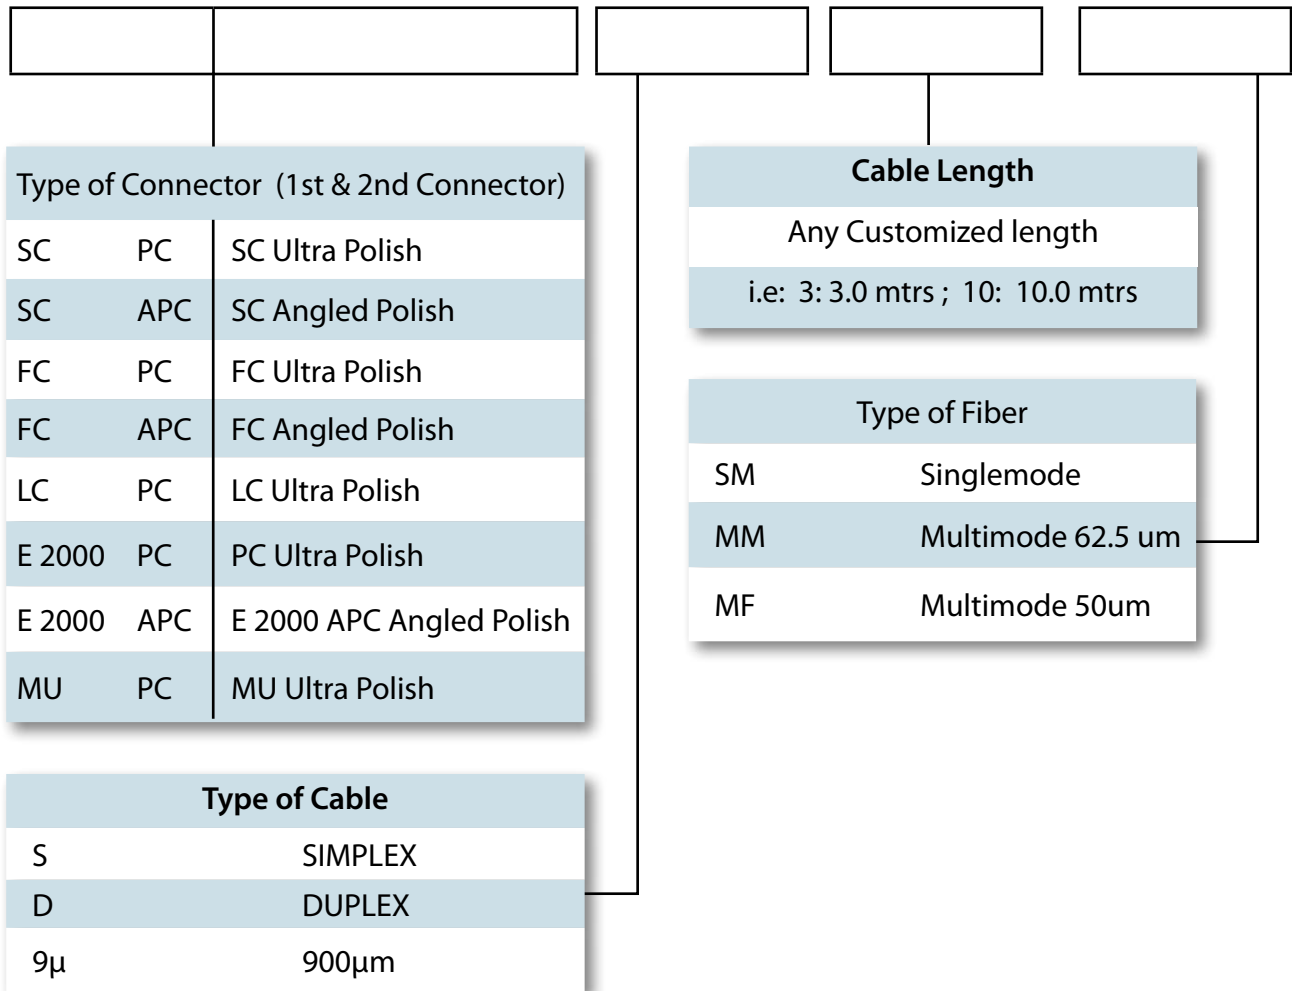 Type of Connector (1st & 2nd Connector)
SC PC SC Ultra Polish
SC APC SC Angled Polish
FC PC FC Ultra Polish
FC APC FC Angled Polish
LC PC LC Ultra Polish
E 2000 PC PC Ultra Polish
E 2000 APC E 2000 APC Angled Polish
MU PC MU Ultra Polish
Type of Cable
S SIMPLEX
D DUPLEX
9µ 900µm
Cable Length
Any Customized length
i.e: 3: 3.0 mtrs ; 10: 10.0 mtrs
Type of Fiber
SM Singlemode
MM Multimode 62.5 um
MF Multimode 50um